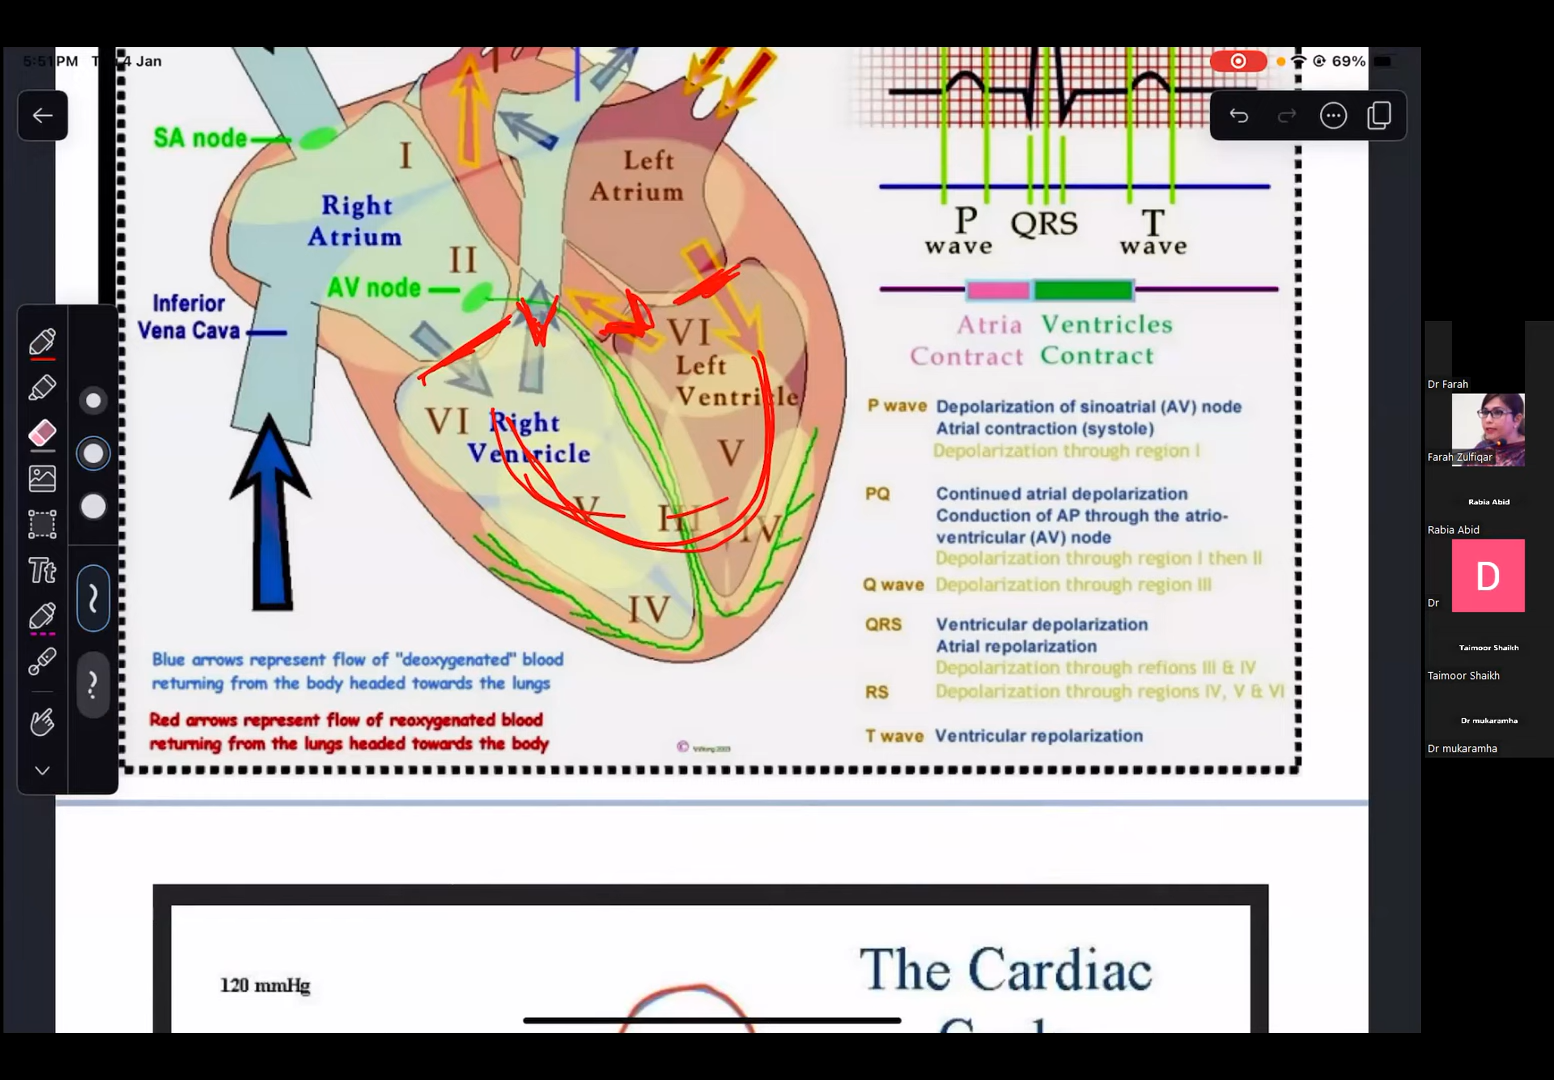 5:51 PM
4 Jan
69%
SA node
I
Right
Atrium
Left
Atrium
II
AV node
Inferior
Vena Cava
VI
Left
Ventricle
VI
Right
Ventricle
V
V
III
IV
IV
P
wave
QRS
T
wave
Atria
Contract
Ventricles
Contract
P wave Depolarization of sinoatrial (AV) node
Atrial contraction (systole)
Depolarization through region I
PQ Continued atrial depolarization
Conduction of AP through the atrio-
ventricular (AV) node
Depolarization through region I then II
Q wave Depolarization through region III
QRS Ventricular depolarization
Atrial repolarization
Depolarization through refions III & IV
RS Depolarization through regions IV, V & VI
T wave Ventricular repolarization
Blue arrows represent flow of "deoxygenated" blood
returning from the body headed towards the lungs
Red arrows represent flow of reoxygenated blood
returning from the lungs headed towards the body
120 mmHg
The Cardiac
Tt
Dr Farah
Farah Zulfiqar
Rabia Abid
Rabia Abid
D
Dr
Taimoor Shaikh
Taimoor Shaikh
Dr mukaramha
Dr mukaramha